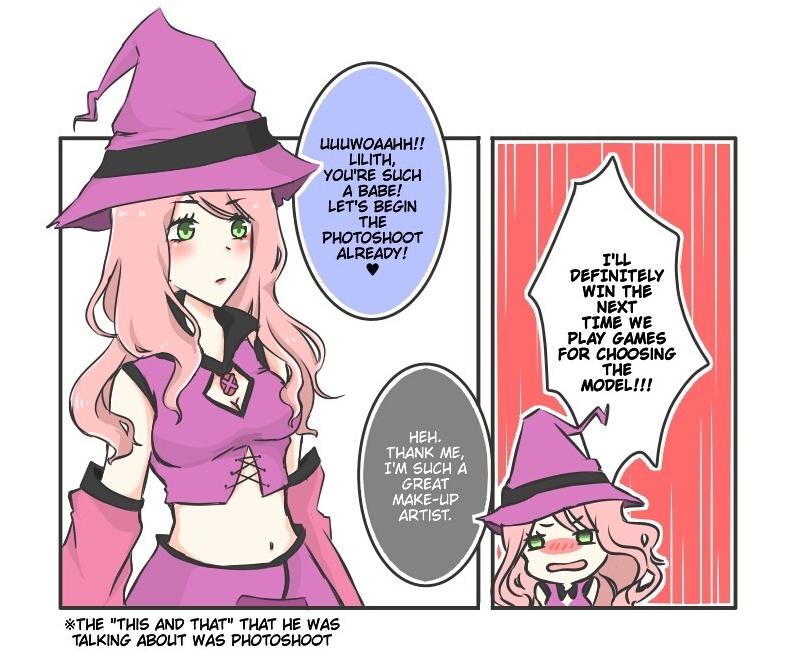 UUUWOAAHH!!
LILITH,
YOU'RE SUCH
A BABE!
LET'S BEGIN
THE
PHOTOSHOOT
ALREADY!
♥
HEH.
THANK ME,
I'M SUCH A
GREAT
MAKE-UP
ARTIST.
I'LL
DEFINITELY
WIN THE
NEXT
TIME WE
PLAY GAMES
FOR CHOOSING
THE
MODEL!!!
※THE "THIS AND THAT" THAT HE WAS
TALKING ABOUT WAS PHOTOSHOOT